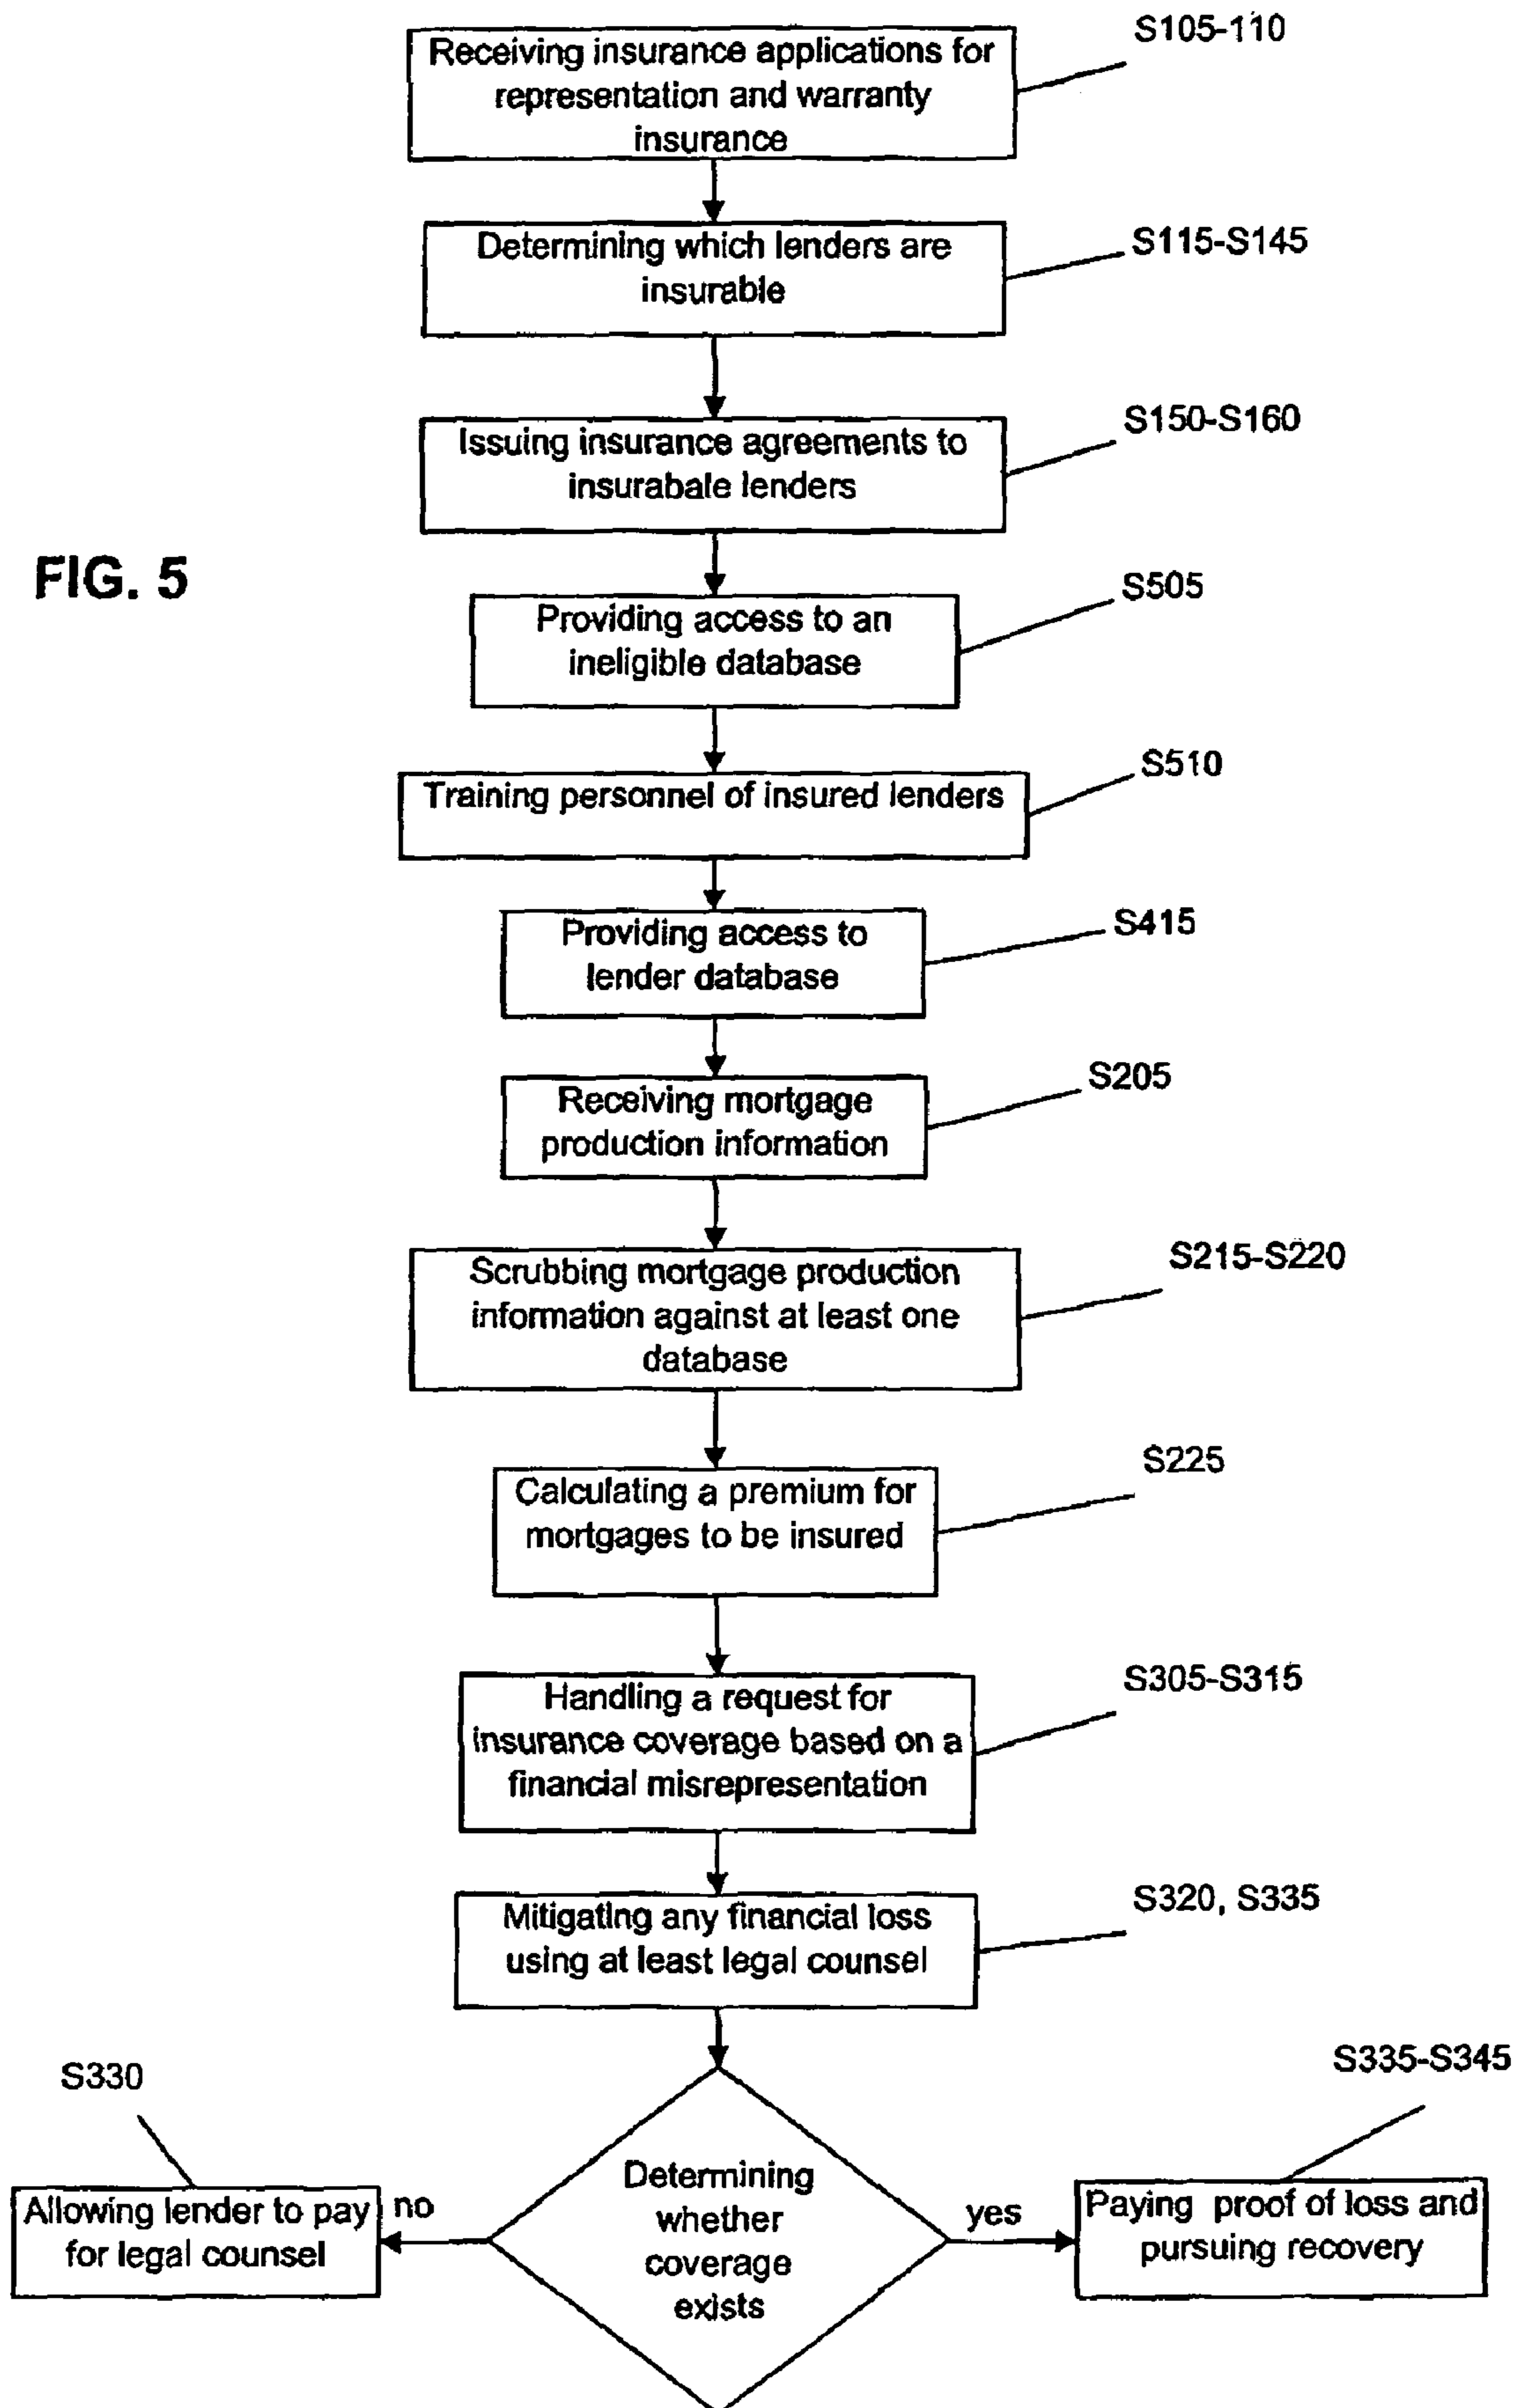 S105-110
Receiving insurance applications for
representation and warranty
insurance
Determining which lenders are
insurable
S115-S145
Issuing insurance agreements to
insurabale lenders
S150-S160
FIG. 5
Providing access to an
ineligible database
S505
Training personnel of insured lenders
S510
Providing access to
lender database
S415
Receiving mortgage
production information
S205
Scrubbing mortgage production
information against at least one
database
S215-S220
Calculating a premium for
mortgages to be insured
S225
Handling a request for
insurance coverage based on a
financial misrepresentation
S305-S315
Mitigating any financial loss
using at least legal counsel
S320, S335
S330
S335-S345
Allowing lender to pay
for legal counsel
no
Determining
whether
coverage
exists
yes
Paying proof of loss and
pursuing recovery